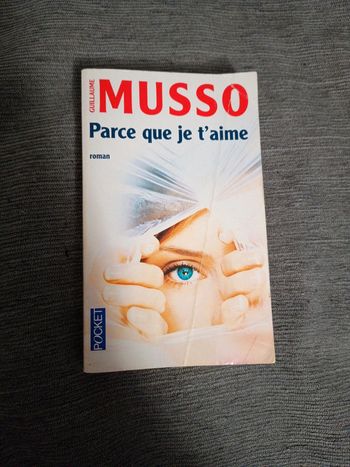 GUILLAUME
MUSSO
Parce que je t'aime
roman
POCKET